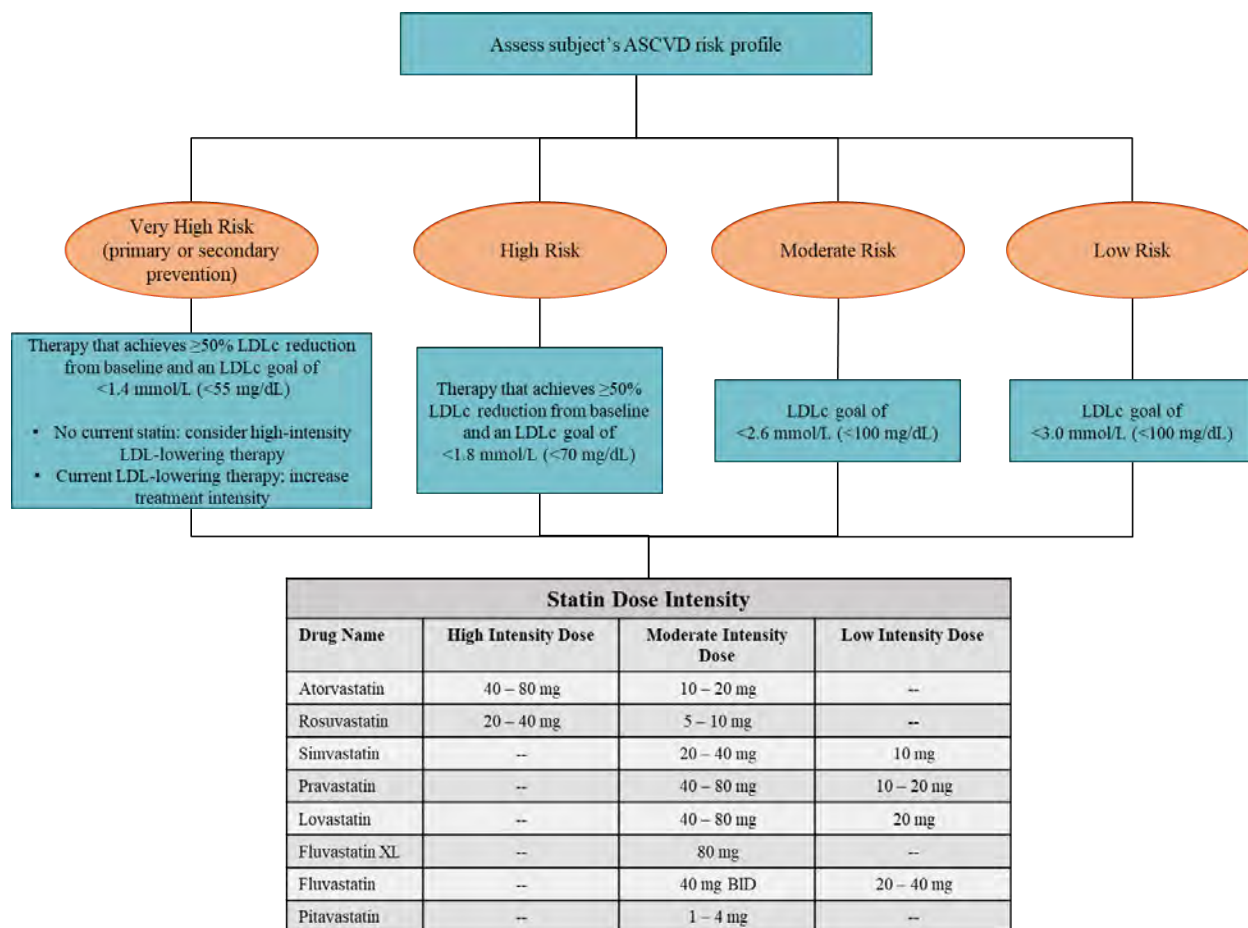 Assess subject's ASCVD risk profile
Very High Risk
(primary or secondary
prevention)
High Risk
Moderate Risk
Low Risk
Therapy that achieves ≥50% LDLc reduction
from baseline and an LDLc goal of
<1.4 mmol/L (<55 mg/dL)
• No current statin: consider high-intensity
LDL-lowering therapy
• Current LDL-lowering therapy: increase
treatment intensity
Therapy that achieves ≥50%
LDLc reduction from baseline
and an LDLc goal of
<1.8 mmol/L (<70 mg/dL)
LDLc goal of
<2.6 mmol/L (<100 mg/dL)
LDLc goal of
<3.0 mmol/L (<100 mg/dL)
Statin Dose Intensity
Drug Name High Intensity Dose Moderate Intensity Low Intensity Dose
Dose
Atorvastatin 40 – 80 mg 10 – 20 mg --
Rosuvastatin 20 – 40 mg 5 – 10 mg --
Simvastatin -- 20 – 40 mg 10 mg
Pravastatin -- 40 – 80 mg 10 – 20 mg
Lovastatin -- 40 – 80 mg 20 mg
Fluvastatin XL -- 80 mg --
Fluvastatin -- 40 mg BID 20 – 40 mg
Pitavastatin -- 1 – 4 mg --